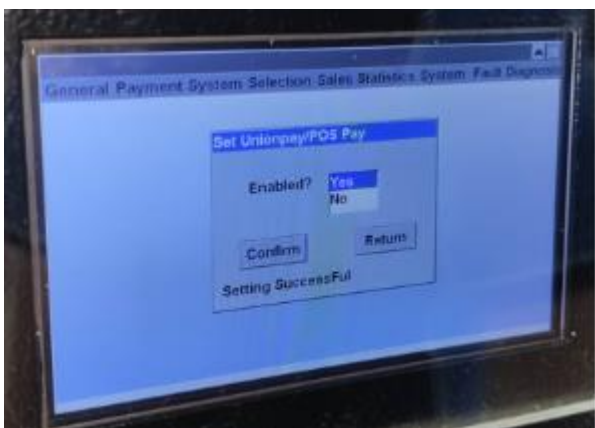 General Payment System Selection Sales Statistics System Fault Diagnosis
Set Unionpay/POS Pay
Enabled? Yes
No
Confirm Return
Setting SuccessFul